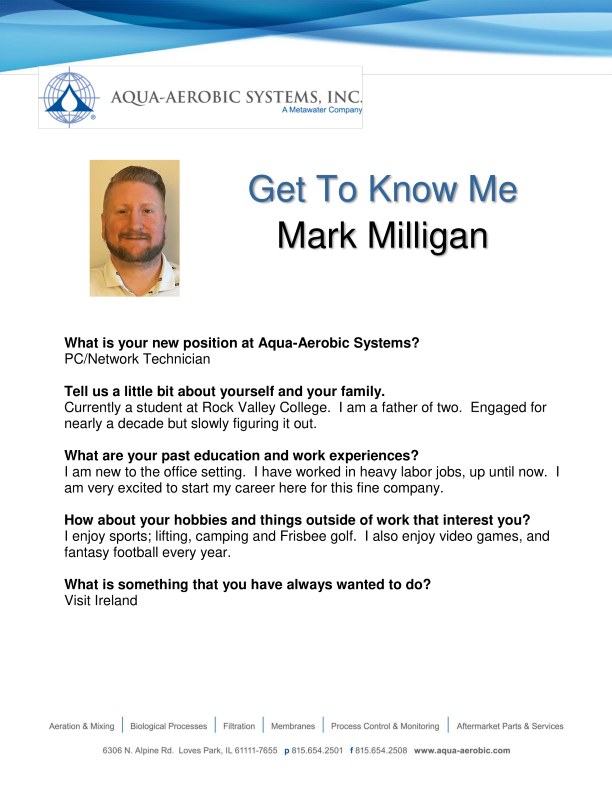 AQUA-AEROBIC SYSTEMS, INC.
A Metawater Company
®
Get To Know Me
Mark Milligan
What is your new position at Aqua-Aerobic Systems?
PC/Network Technician
Tell us a little bit about yourself and your family.
Currently a student at Rock Valley College.  I am a father of two.  Engaged for
nearly a decade but slowly figuring it out.
What are your past education and work experiences?
I am new to the office setting.  I have worked in heavy labor jobs, up until now.  I
am very excited to start my career here for this fine company.
How about your hobbies and things outside of work that interest you?
I enjoy sports; lifting, camping and Frisbee golf.  I also enjoy video games, and
fantasy football every year.
What is something that you have always wanted to do?
Visit Ireland
Aeration & Mixing | Biological Processes | Filtration | Membranes | Process Control & Monitoring | Aftermarket Parts & Services
6306 N. Alpine Rd.  Loves Park, IL 61111-7655  p 815.654.2501  f 815.654.2508  www.aqua-aerobic.com